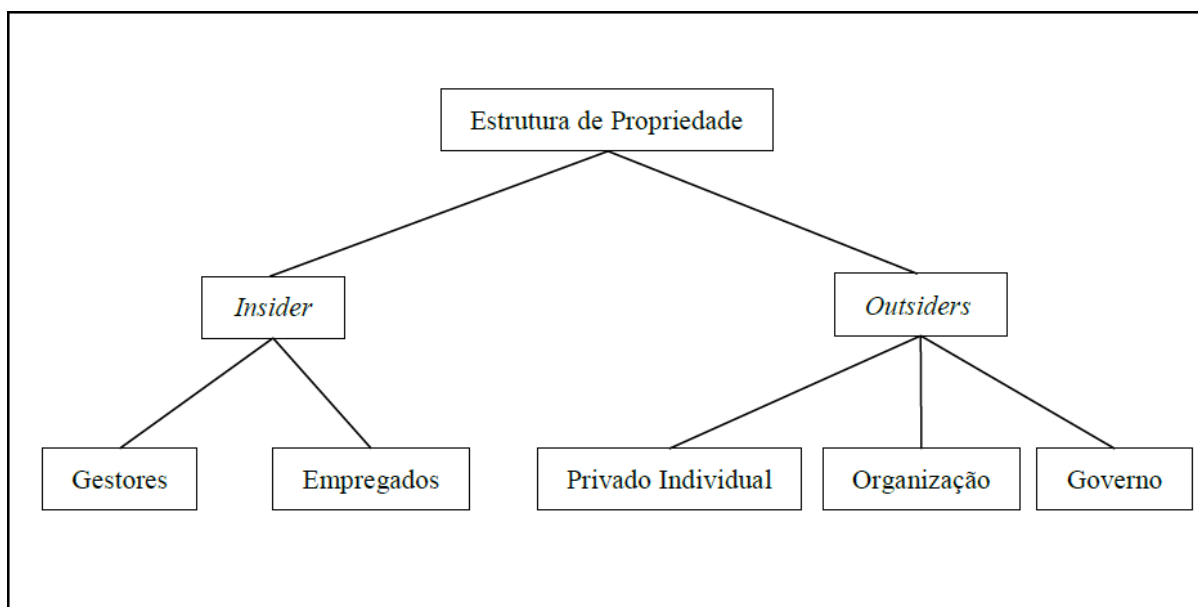 Estrutura de Propriedade
Insider
Outsiders
Gestores
Empregados
Privado Individual
Organização
Governo